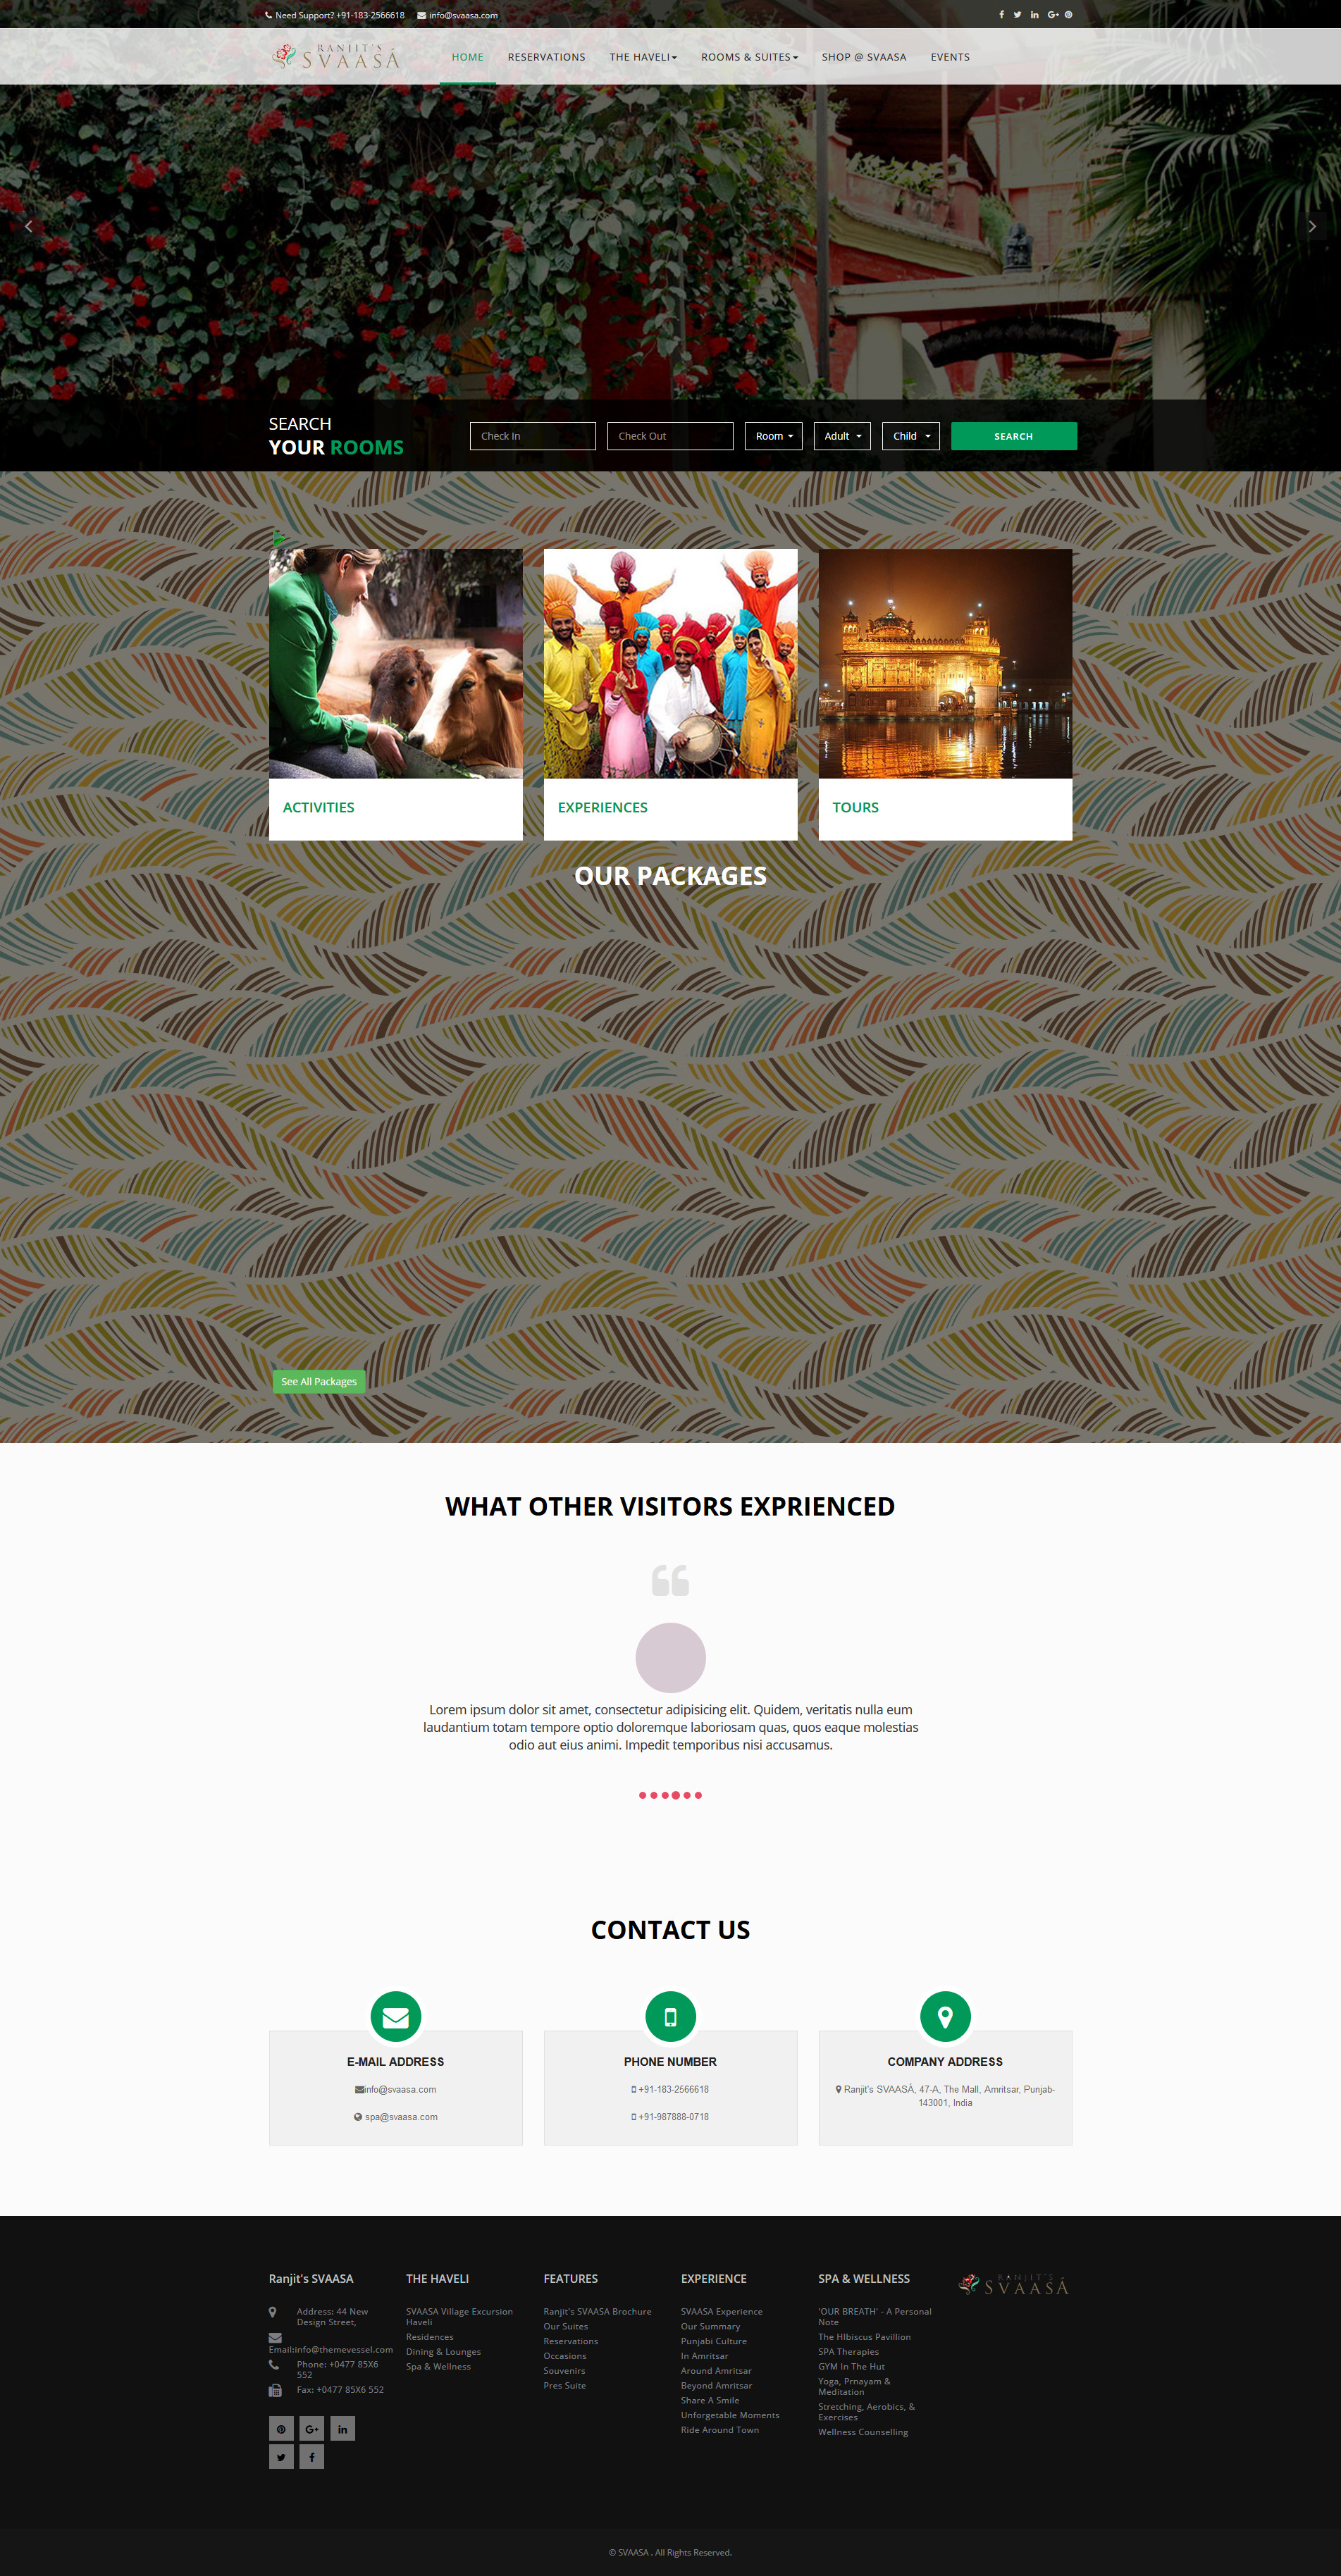 Need Support? +91-183-2566618 info@svaasa.com
RANJIT'S
SVAASÁ
HOME RESERVATIONS THE HAVELI ROOMS & SUITES SHOP @ SVAASA EVENTS
SEARCH
YOUR ROOMS
Check In Check Out Room Adult Child SEARCH
ACTIVITIES EXPERIENCES TOURS
OUR PACKAGES
See All Packages
WHAT OTHER VISITORS EXPRIENCED
Lorem ipsum dolor sit amet, consectetur adipisicing elit. Quidem, veritatis nulla eum
laudantium totam tempore optio doloremque laboriosam quas, quos eaque molestias
odio aut eius animi. Impedit temporibus nisi accusamus.
CONTACT US
E-MAIL ADDRESS
info@svaasa.com
spa@svaasa.com
PHONE NUMBER
+91-183-2566618
+91-987888-0718
COMPANY ADDRESS
Ranjit's SVAASÁ, 47-A, The Mall, Amritsar, Punjab-
143001, India
Ranjit's SVAASA
Address: 44 New
Design Street,
Email:info@themevessel.com
Phone: +0477 85X6
552
Fax: +0477 85X6 552
THE HAVELI
SVAASA Village Excursion
Haveli
Residences
Dining & Lounges
Spa & Wellness
FEATURES
Ranjit's SVAASA Brochure
Our Suites
Reservations
Occasions
Souvenirs
Pres Suite
EXPERIENCE
SVAASA Experience
Our Summary
Punjabi Culture
In Amritsar
Around Amritsar
Beyond Amritsar
Share A Smile
Unforgetable Moments
Ride Around Town
SPA & WELLNESS
'OUR BREATH' - A Personal
Note
The HIbiscus Pavillion
SPA Therapies
GYM In The Hut
Yoga, Prnayam &
Meditation
Stretching, Aerobics, &
Exercises
Wellness Counselling
RANJIT'S
SVAASÁ
© SVAASA . All Rights Reserved.